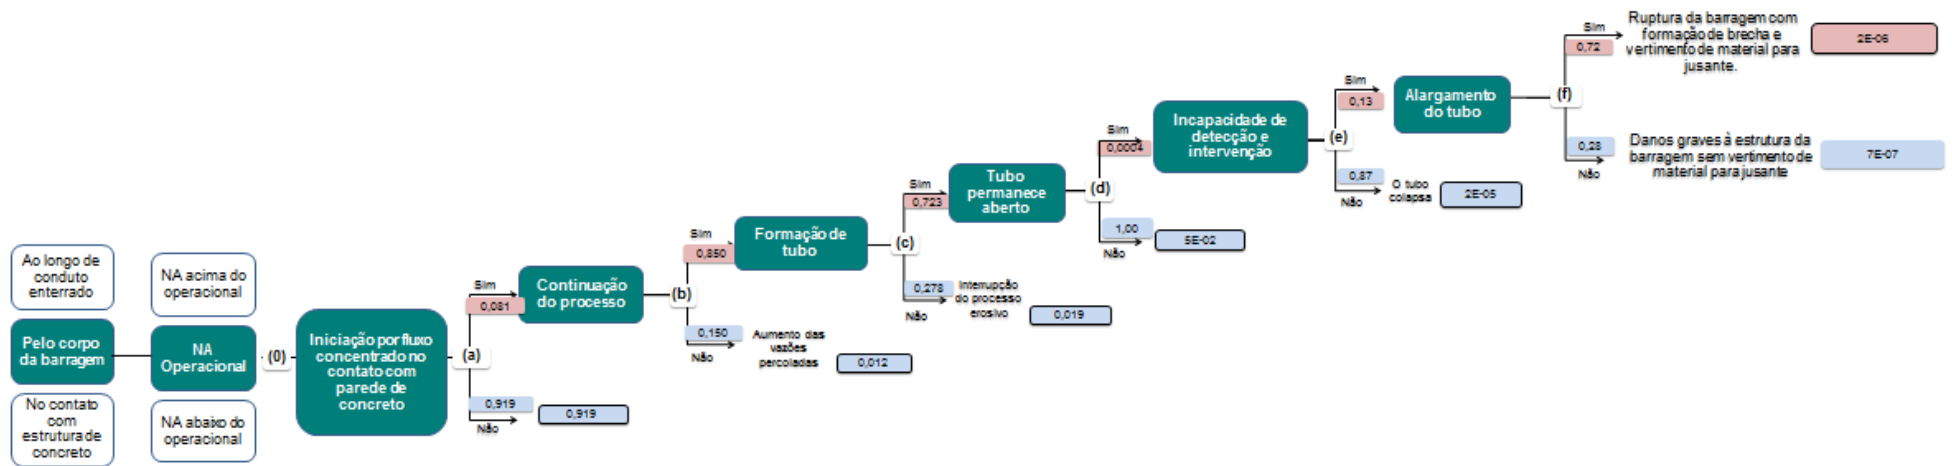 Ao longo de
conduto
enterrado
Pelo corpo
da barragem
No contato
com
estrutura de
concreto
NA acima do
operacional
NA
Operacional
NA abaixo do
operacional
(0)
Iniciação por fluxo
concentrado no
contato com
parede de
concreto
(a)
Sim
0,081
0,919
Não
0,919
Continuação
do processo
(b)
Sim
0,850
0,150
Não
Aumento das
vazões
percoladas
0,012
Formação de
tubo
(c)
Sim
0,723
0,278
Não
Interrupção
do processo
erosivo
0,019
Tubo
permanece
aberto
(d)
Sim
0,0004
1,00
Não
5E-02
Incapacidade de
detecção e
intervenção
(e)
Sim
0,13
0,87
Não
O tubo
colapsa
2E-05
Alargamento
do tubo
(f)
Sim
0,72
Ruptura da barragem com
formação de brecha e
vertimento de material para
jusante.
2E-06
0,28
Não
Danos graves à estrutura da
barragem sem vertimento de
material para jusante
7E-07